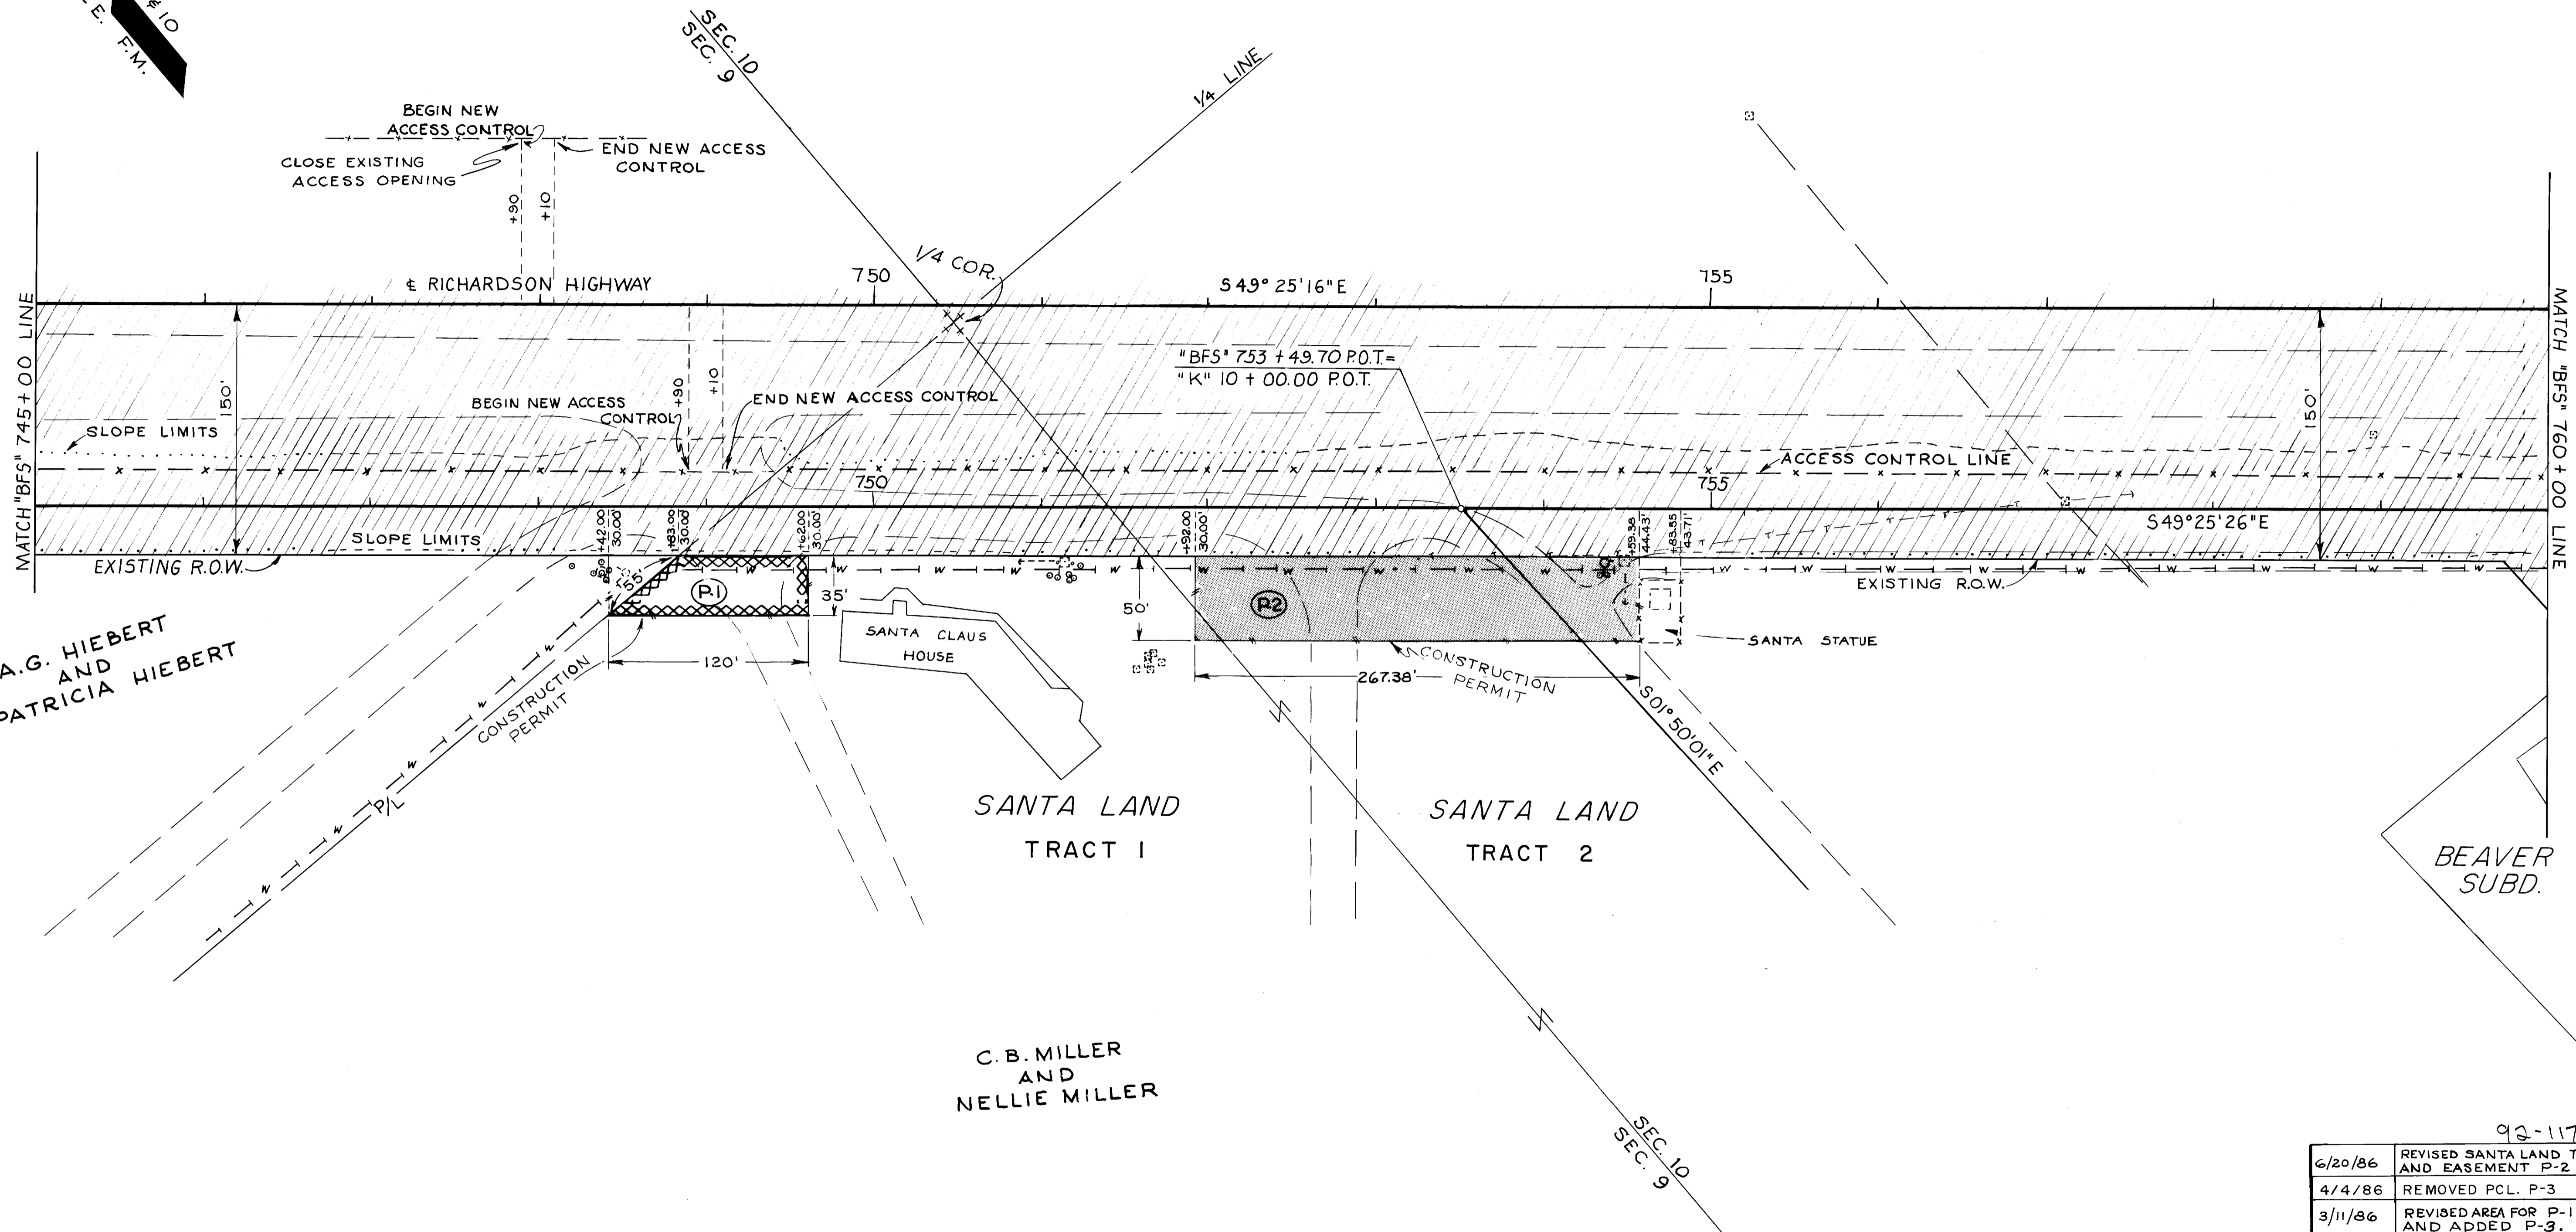 & 10
E.
F.M.
SEC. 10
SEC. 9
1/4 LINE
BEGIN NEW
ACCESS CONTROL
CLOSE EXISTING
ACCESS OPENING
END NEW ACCESS
CONTROL
+90
+10
1/4 COR.
℄ RICHARDSON HIGHWAY
750
S 49° 25' 16" E
755
MATCH "BFS" 745+00 LINE
MATCH "BFS" 760+00 LINE
150'
150'
"BFS" 753 + 49.70 P.O.T.=
"K" 10 + 00.00 P.O.T.
+90
+10
BEGIN NEW ACCESS
CONTROL
END NEW ACCESS CONTROL
SLOPE LIMITS
ACCESS CONTROL LINE
750
755
S49°25'26"E
SLOPE LIMITS
EXISTING R.O.W.
+42.00
30.00'
+83.00
30.00'
+62.00
30.00'
+92.00
30.00'
+59.38
44.43'
+83.55
43.71'
55'
P-1
35'
120'
50'
P-2
267.38'
EXISTING R.O.W.
SANTA STATUE
SANTA CLAUS
HOUSE
CONSTRUCTION
PERMIT
CONSTRUCTION
PERMIT
S01°50'01"E
P/L
A.G. HIEBERT
AND
PATRICIA HIEBERT
SANTA LAND
TRACT 1
SANTA LAND
TRACT 2
BEAVER
SUBD.
C.B. MILLER
AND
NELLIE MILLER
SEC. 10
SEC. 9
92-117
6/20/86 REVISED SANTA LAND T
AND EASEMENT P-2
4/4/86 REMOVED PCL. P-3
3/11/86 REVISED AREA FOR P-1
AND ADDED P-3.